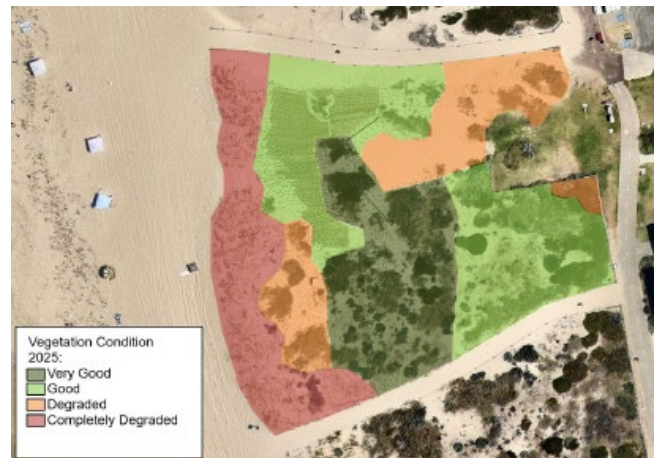 Vegetation Condition
2025:
Very Good
Good
Degraded
Completely Degraded